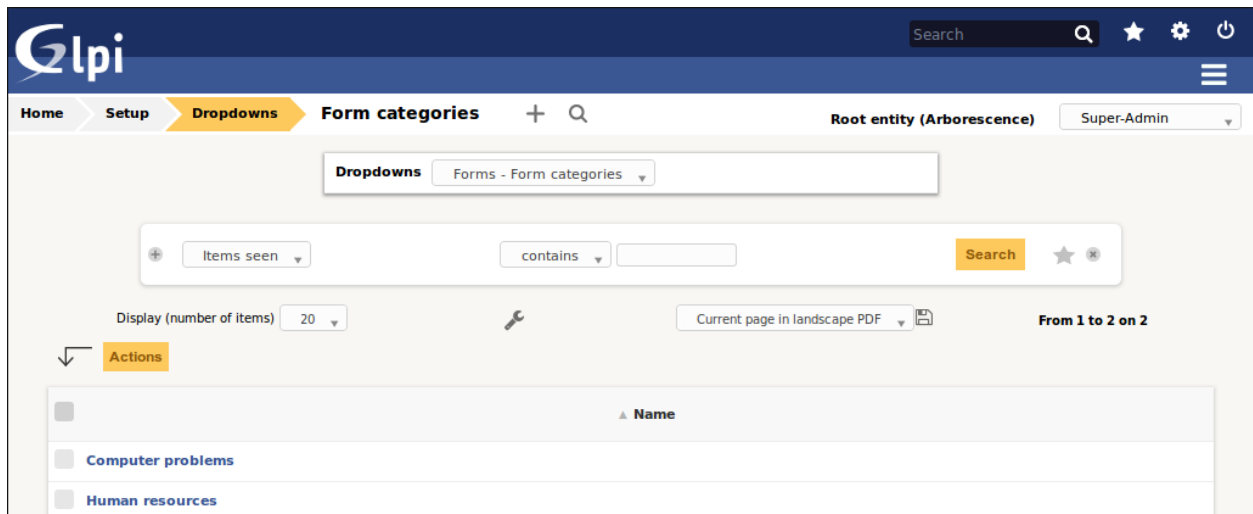 Glpi
Search
Home Setup Dropdowns Form categories Root entity (Arborescence) Super-Admin
Dropdowns Forms - Form categories
Items seen contains Search
Display (number of items) 20 Current page in landscape PDF From 1 to 2 on 2
Actions
Name
Computer problems
Human resources